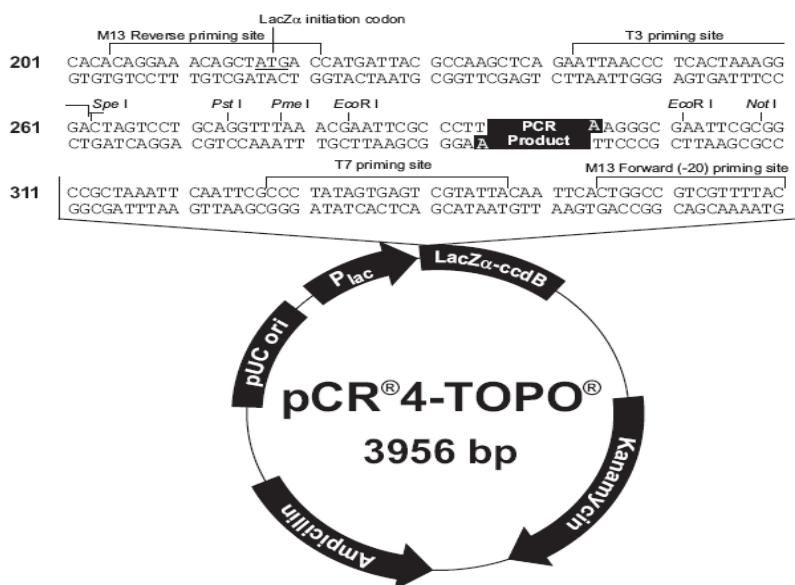 LacZα initiation codon
M13 Reverse priming site T3 priming site
201 CACACAGGAA ACAGCTATGA CCATGATTAC GCCAAGCTCA GAATTAACCC TCACTAAAGG
GTGTGTCCTT TGTCGATACT GGTACTAATG CGGTTCGAGT CTTAATTGGG AGTGATTTCC
Spe I Pst I Pme I EcoR I EcoR I Not I
261 GACTAGTCCT GCAGGTTTAA ACGAATTCGC CCTT PCR A AGGGC GAATTCGCGG
CTGATCAGGA CGTCCAAATT TGCTTAAGCG GGA A Product TTCCCG CTTAAGCGCC
T7 priming site M13 Forward (-20) priming site
311 CCGCTAAATT CAATTCGCCC TATAGTGAGT CGTATTACAA TTCACTGGCC GTCGTTTTAC
GGCGATTTAA GTTAAGCGGG ATATCACTCA GCATAATGTT AAGTGACCGG CAGCAAAATG
Plac LacZα-ccdB
pUC ori
pCR®4-TOPO®
3956 bp
Kanamycin
Ampicillin